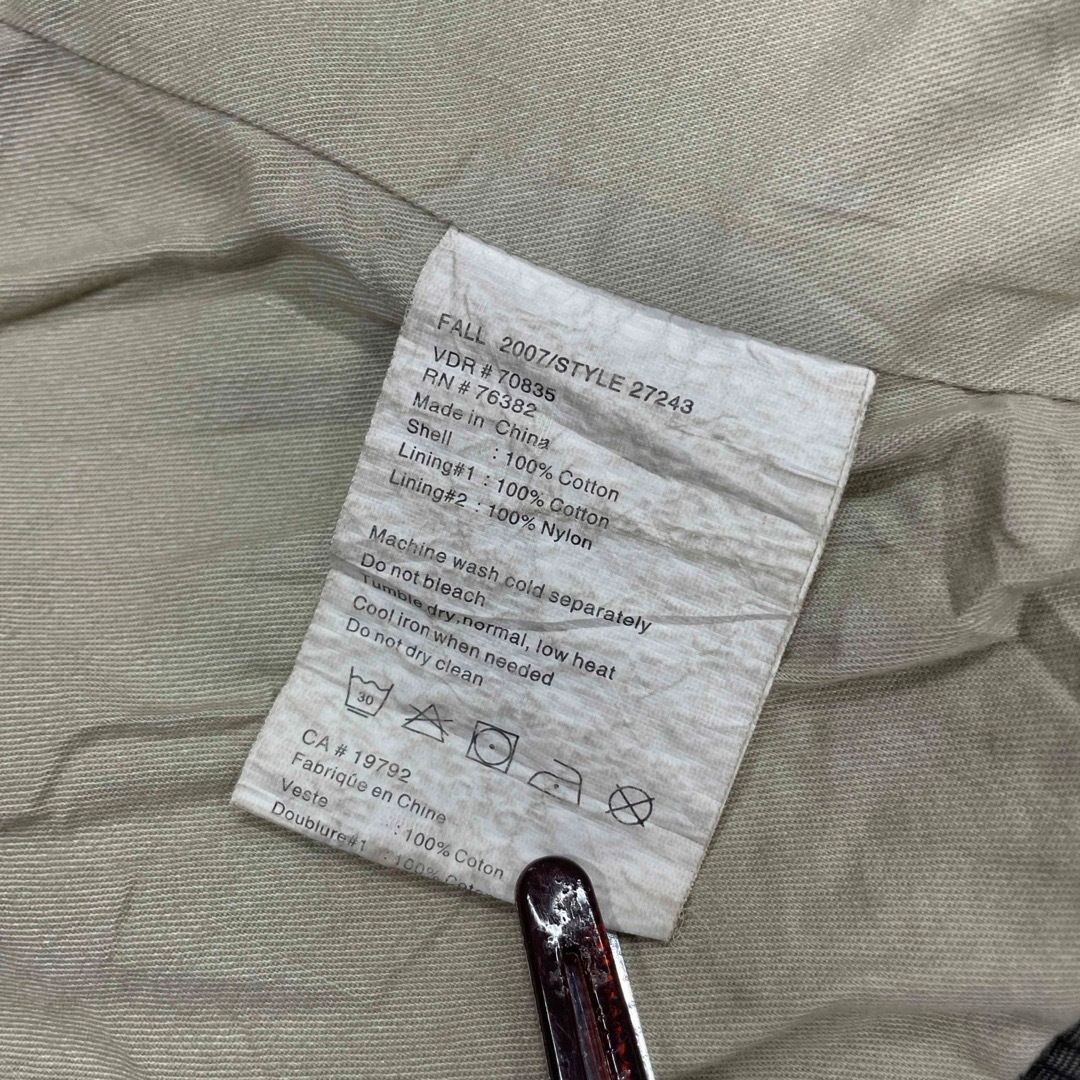 FALL 2007/STYLE 27243
VDR # 70835
RN # 76382
Made in China
Shell : 100% Cotton
Lining#1 : 100% Cotton
Lining#2 : 100% Nylon
Machine wash cold separately
Do not bleach
Tumble dry,normal, low heat
Cool iron when needed
Do not dry clean
30
CA # 19792
Fabriqúe en Chine
Veste : 100% Coton
Doublure#1 : 100% Coton